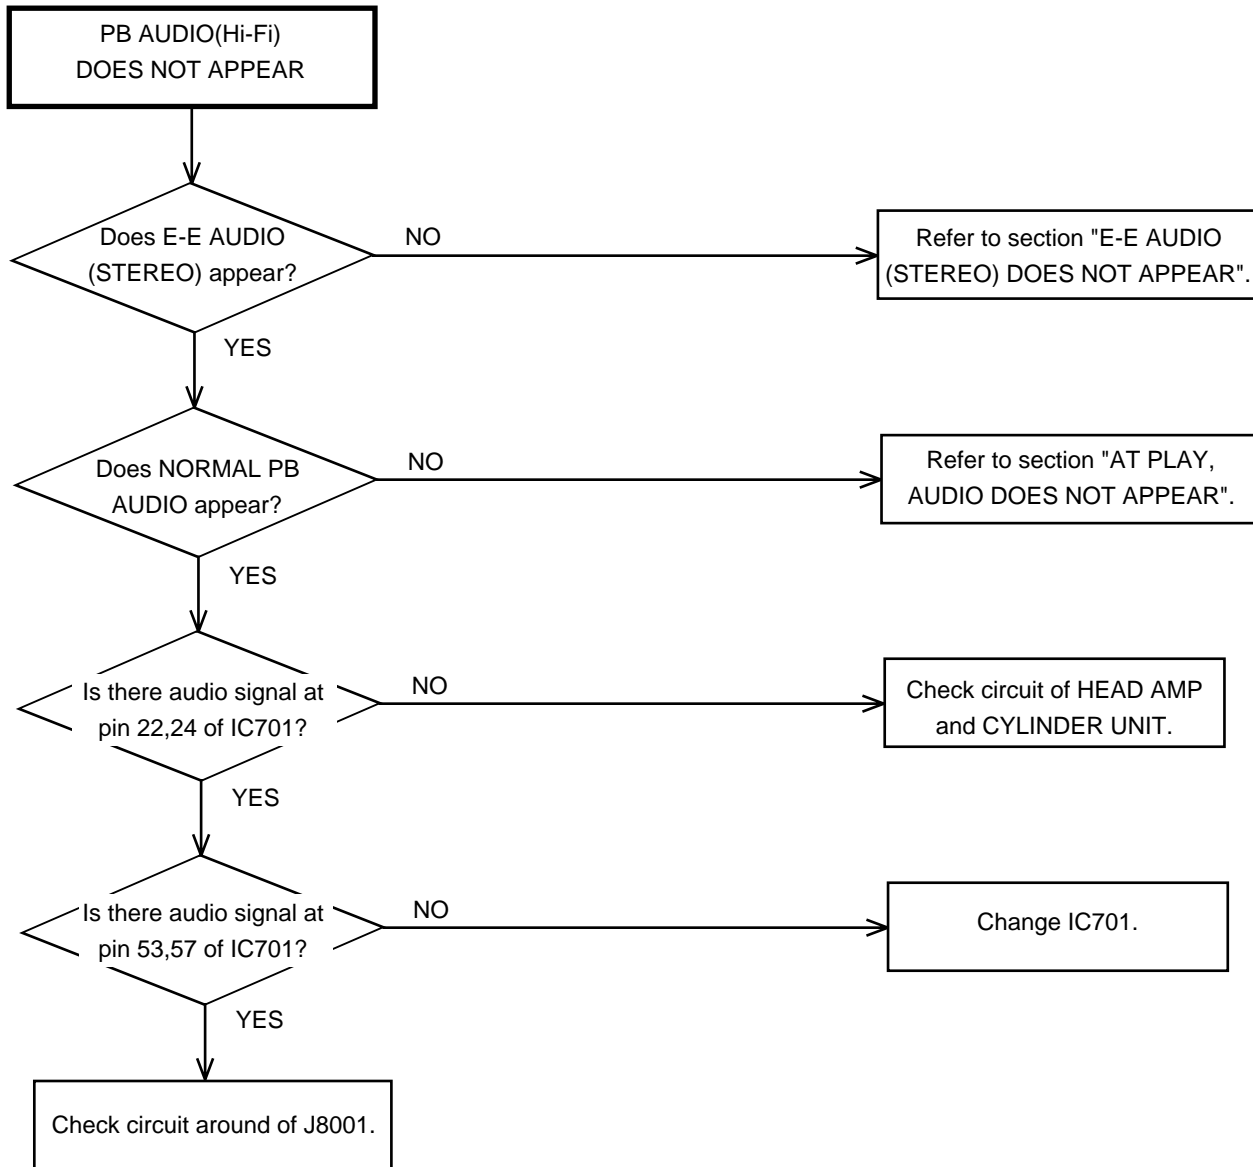 PB AUDIO(Hi-Fi)
DOES NOT APPEAR
Does E-E AUDIO
(STEREO) appear?
NO
Refer to section "E-E AUDIO
(STEREO) DOES NOT APPEAR".
YES
Does NORMAL PB
AUDIO appear?
NO
Refer to section "AT PLAY,
AUDIO DOES NOT APPEAR".
YES
Is there audio signal at
pin 22,24 of IC701?
NO
Check circuit of HEAD AMP
and CYLINDER UNIT.
YES
Is there audio signal at
pin 53,57 of IC701?
NO
Change IC701.
YES
Check circuit around of J8001.